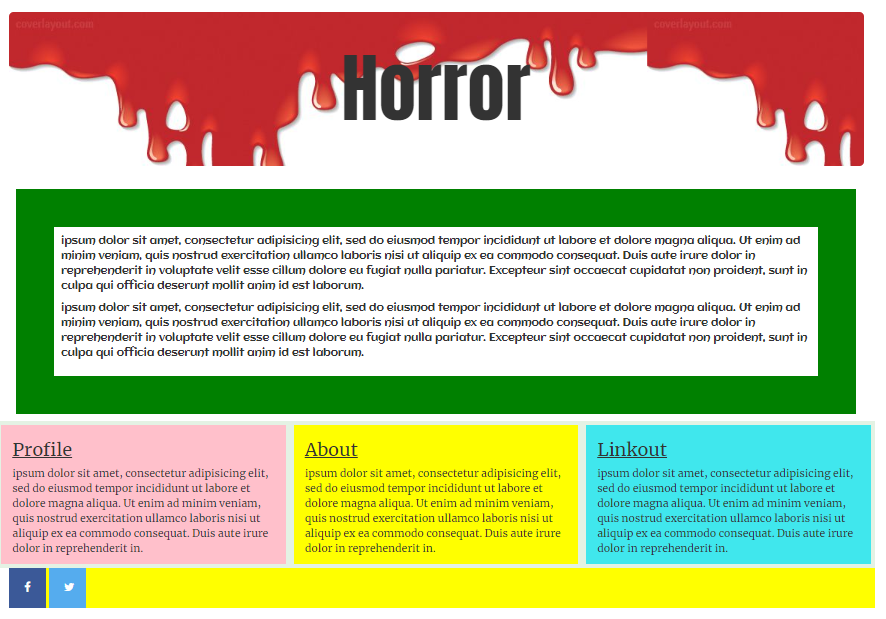 coverlayout.com coverlayout.com
Horror
ipsum dolor sit amet, consectetur adipisicing elit, sed do eiusmod tempor incididunt ut labore et dolore magna aliqua. Ut enim ad
minim veniam, quis nostrud exercitation ullamco laboris nisi ut aliquip ex ea commodo consequat. Duis aute irure dolor in
reprehenderit in voluptate velit esse cillum dolore eu fugiat nulla pariatur. Excepteur sint occaecat cupidatat non proident, sunt in
culpa qui officia deserunt mollit anim id est laborum.
ipsum dolor sit amet, consectetur adipisicing elit, sed do eiusmod tempor incididunt ut labore et dolore magna aliqua. Ut enim ad
minim veniam, quis nostrud exercitation ullamco laboris nisi ut aliquip ex ea commodo consequat. Duis aute irure dolor in
reprehenderit in voluptate velit esse cillum dolore eu fugiat nulla pariatur. Excepteur sint occaecat cupidatat non proident, sunt in
culpa qui officia deserunt mollit anim id est laborum.
Profile
ipsum dolor sit amet, consectetur adipisicing elit,
sed do eiusmod tempor incididunt ut labore et
dolore magna aliqua. Ut enim ad minim veniam,
quis nostrud exercitation ullamco laboris nisi ut
aliquip ex ea commodo consequat. Duis aute irure
dolor in reprehenderit in.
About
ipsum dolor sit amet, consectetur adipisicing elit,
sed do eiusmod tempor incididunt ut labore et
dolore magna aliqua. Ut enim ad minim veniam,
quis nostrud exercitation ullamco laboris nisi ut
aliquip ex ea commodo consequat. Duis aute irure
dolor in reprehenderit in.
Linkout
ipsum dolor sit amet, consectetur adipisicing elit,
sed do eiusmod tempor incididunt ut labore et
dolore magna aliqua. Ut enim ad minim veniam,
quis nostrud exercitation ullamco laboris nisi ut
aliquip ex ea commodo consequat. Duis aute irure
dolor in reprehenderit in.